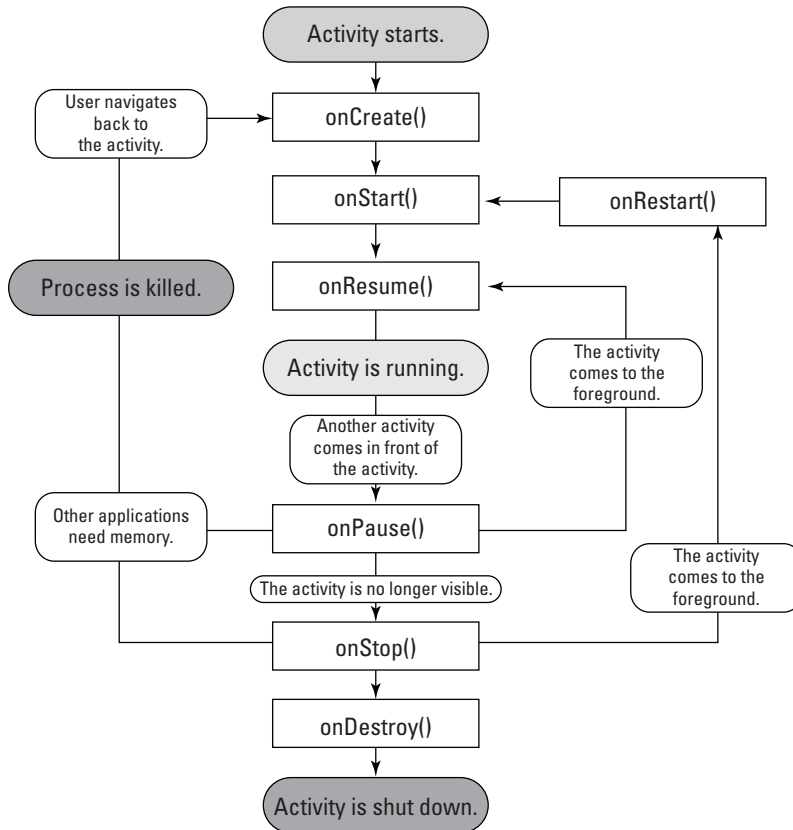 Activity starts.
User navigates
back to
the activity.
onCreate()
onStart()
onRestart()
Process is killed.
onResume()
Activity is running.
The activity
comes to the
foreground.
Another activity
comes in front of
the activity.
Other applications
need memory.
onPause()
The activity is no longer visible.
The activity
comes to the
foreground.
onStop()
onDestroy()
Activity is shut down.